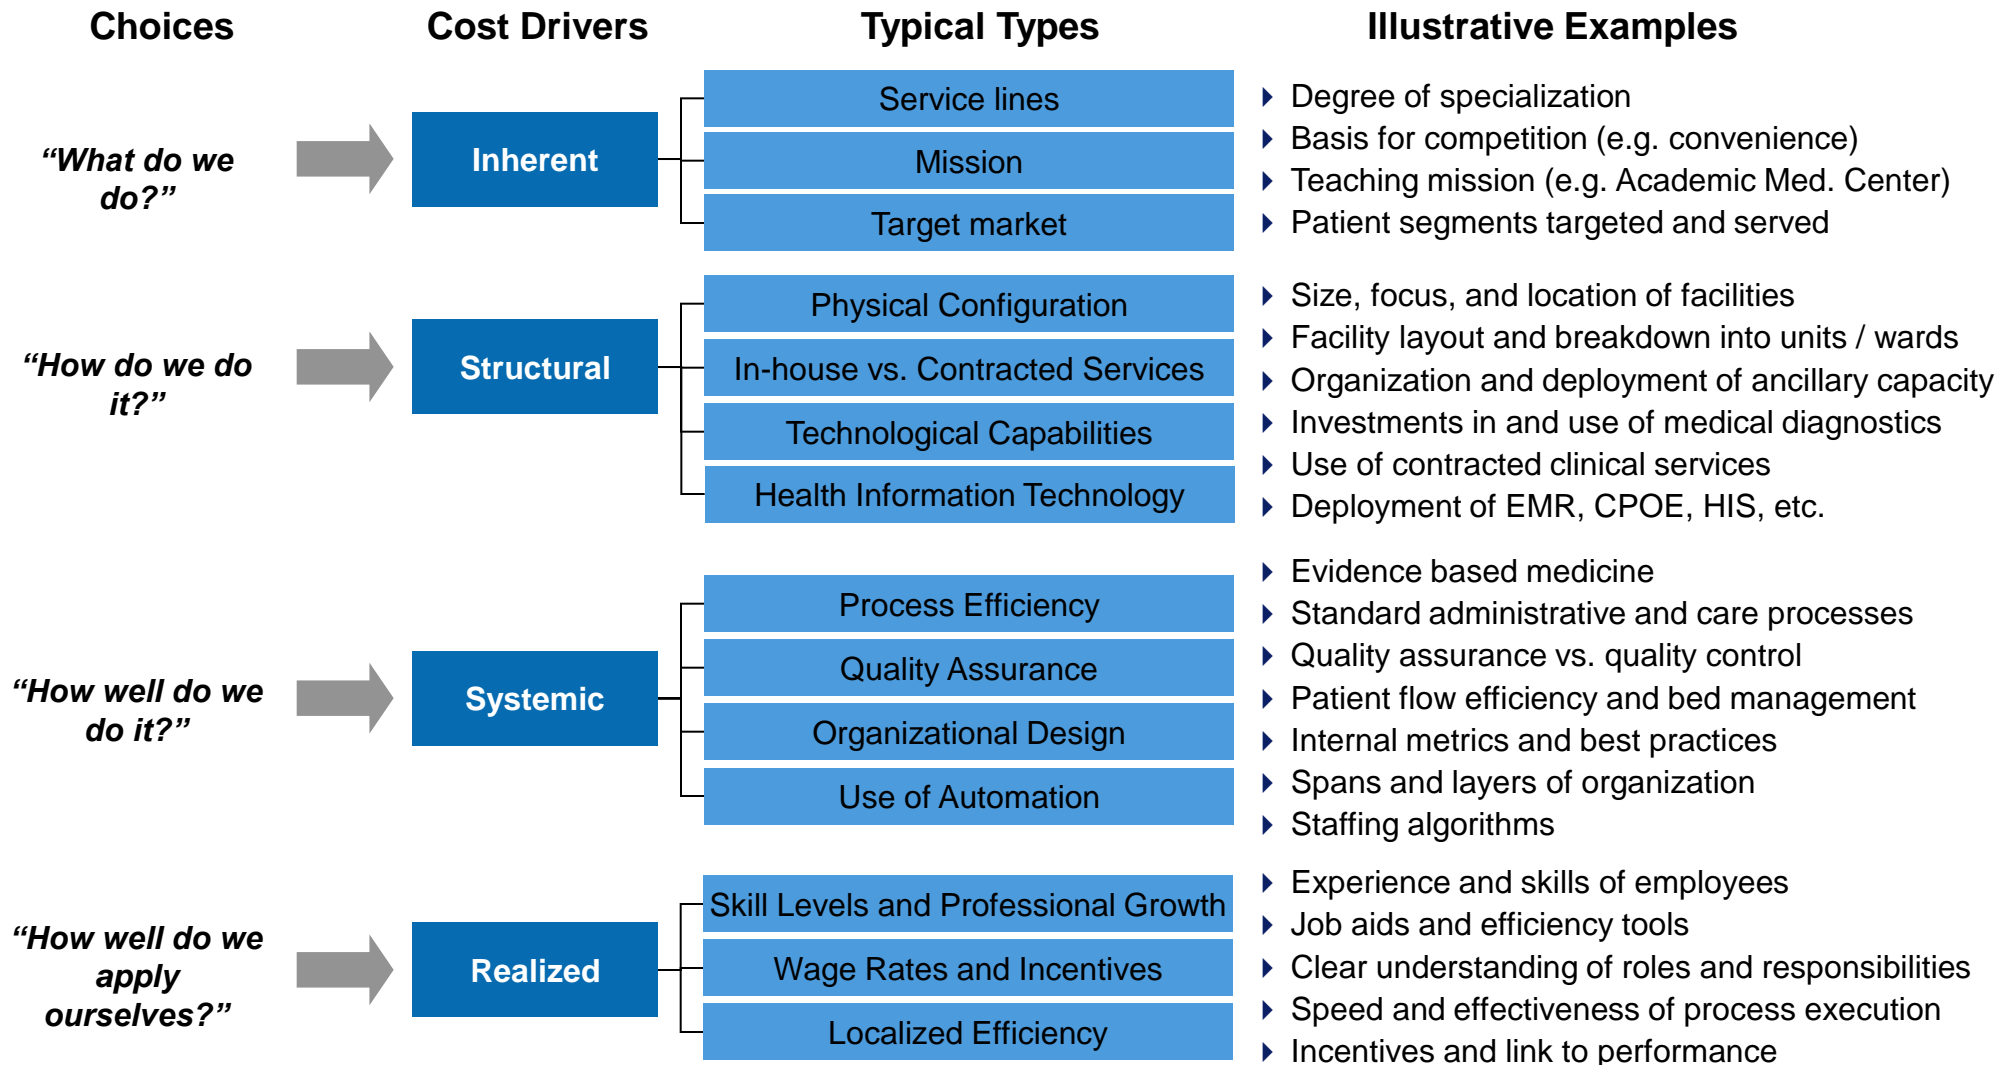 Choices
Cost Drivers
Typical Types
Illustrative Examples
“What do we
do?”
Inherent
Service lines
Mission
Target market
Degree of specialization
Basis for competition (e.g. convenience)
Teaching mission (e.g. Academic Med. Center)
Patient segments targeted and served
“How do we do
it?”
Structural
Physical Configuration
In-house vs. Contracted Services
Technological Capabilities
Health Information Technology
Size, focus, and location of facilities
Facility layout and breakdown into units / wards
Organization and deployment of ancillary capacity
Investments in and use of medical diagnostics
Use of contracted clinical services
Deployment of EMR, CPOE, HIS, etc.
“How well do we
do it?”
Systemic
Process Efficiency
Quality Assurance
Organizational Design
Use of Automation
Evidence based medicine
Standard administrative and care processes
Quality assurance vs. quality control
Patient flow efficiency and bed management
Internal metrics and best practices
Spans and layers of organization
Staffing algorithms
“How well do we
apply
ourselves?”
Realized
Skill Levels and Professional Growth
Wage Rates and Incentives
Localized Efficiency
Experience and skills of employees
Job aids and efficiency tools
Clear understanding of roles and responsibilities
Speed and effectiveness of process execution
Incentives and link to performance